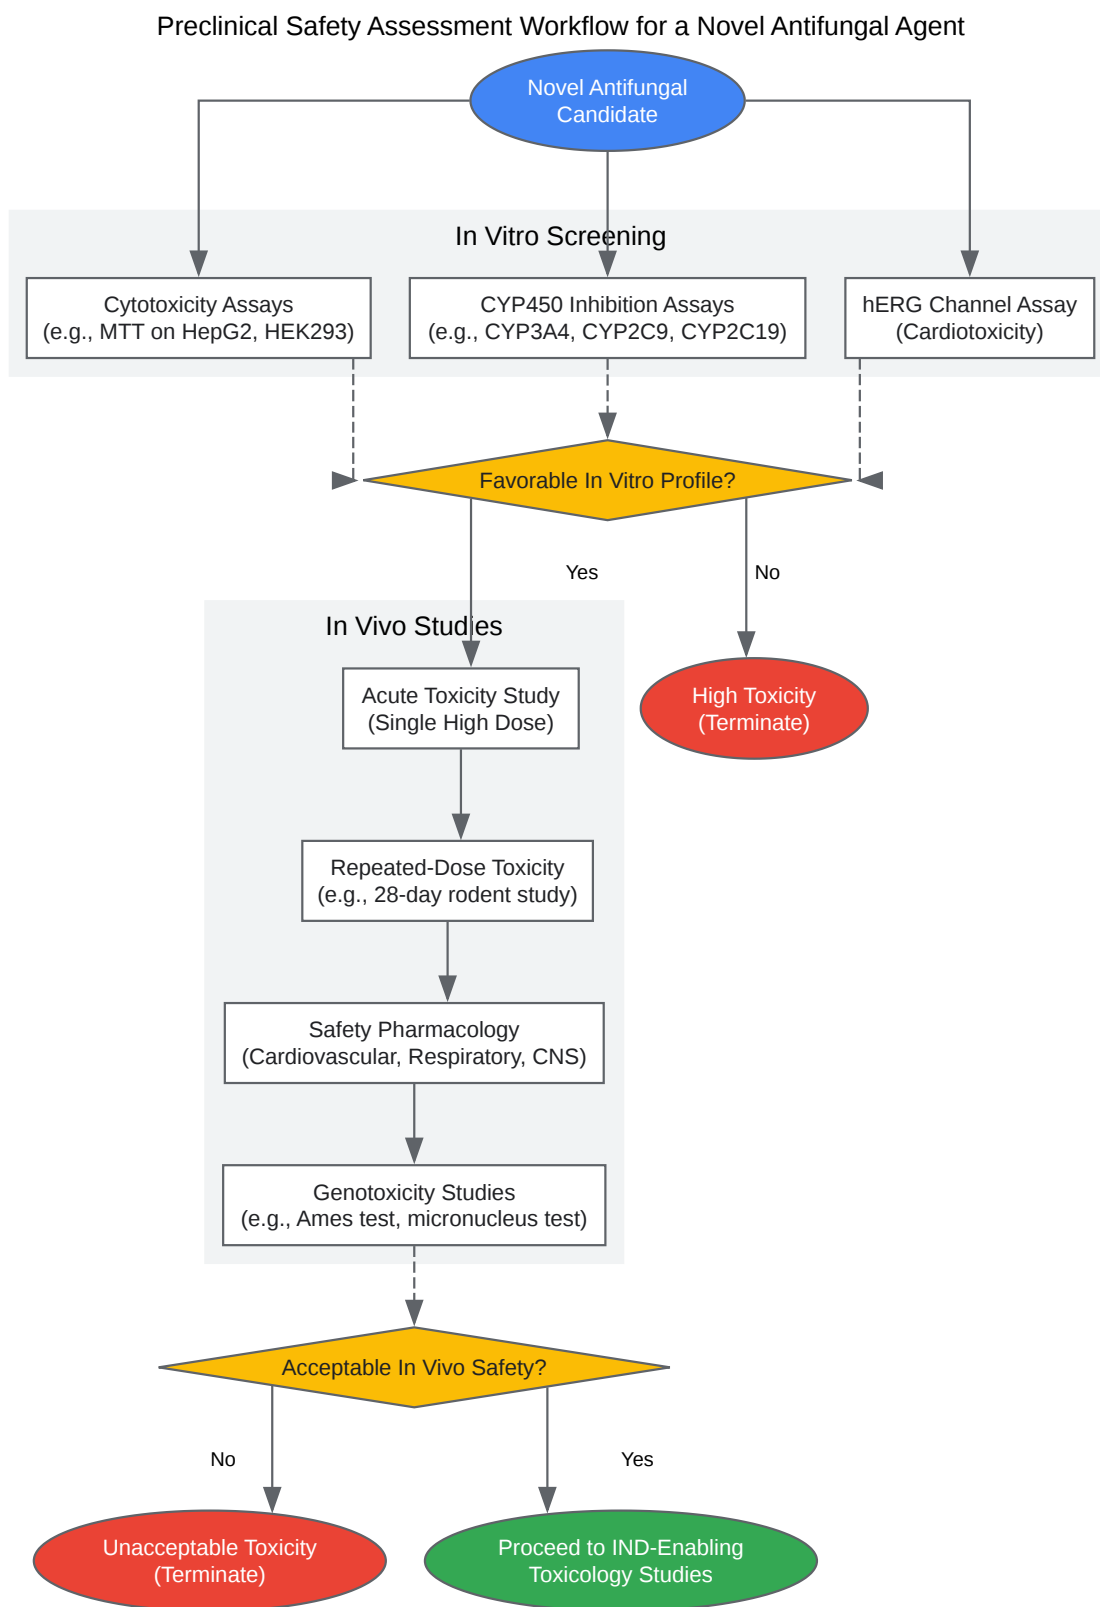 Preclinical Safety Assessment Workflow for a Novel Antifungal Agent
Novel Antifungal
Candidate
In Vitro Screening
Cytotoxicity Assays
(e.g., MTT on HepG2, HEK293)
CYP450 Inhibition Assays
(e.g., CYP3A4, CYP2C9, CYP2C19)
hERG Channel Assay
(Cardiotoxicity)
Favorable In Vitro Profile?
Yes
No
In Vivo Studies
Acute Toxicity Study
(Single High Dose)
High Toxicity
(Terminate)
Repeated-Dose Toxicity
(e.g., 28-day rodent study)
Safety Pharmacology
(Cardiovascular, Respiratory, CNS)
Genotoxicity Studies
(e.g., Ames test, micronucleus test)
Acceptable In Vivo Safety?
No
Yes
Unacceptable Toxicity
(Terminate)
Proceed to IND-Enabling
Toxicology Studies